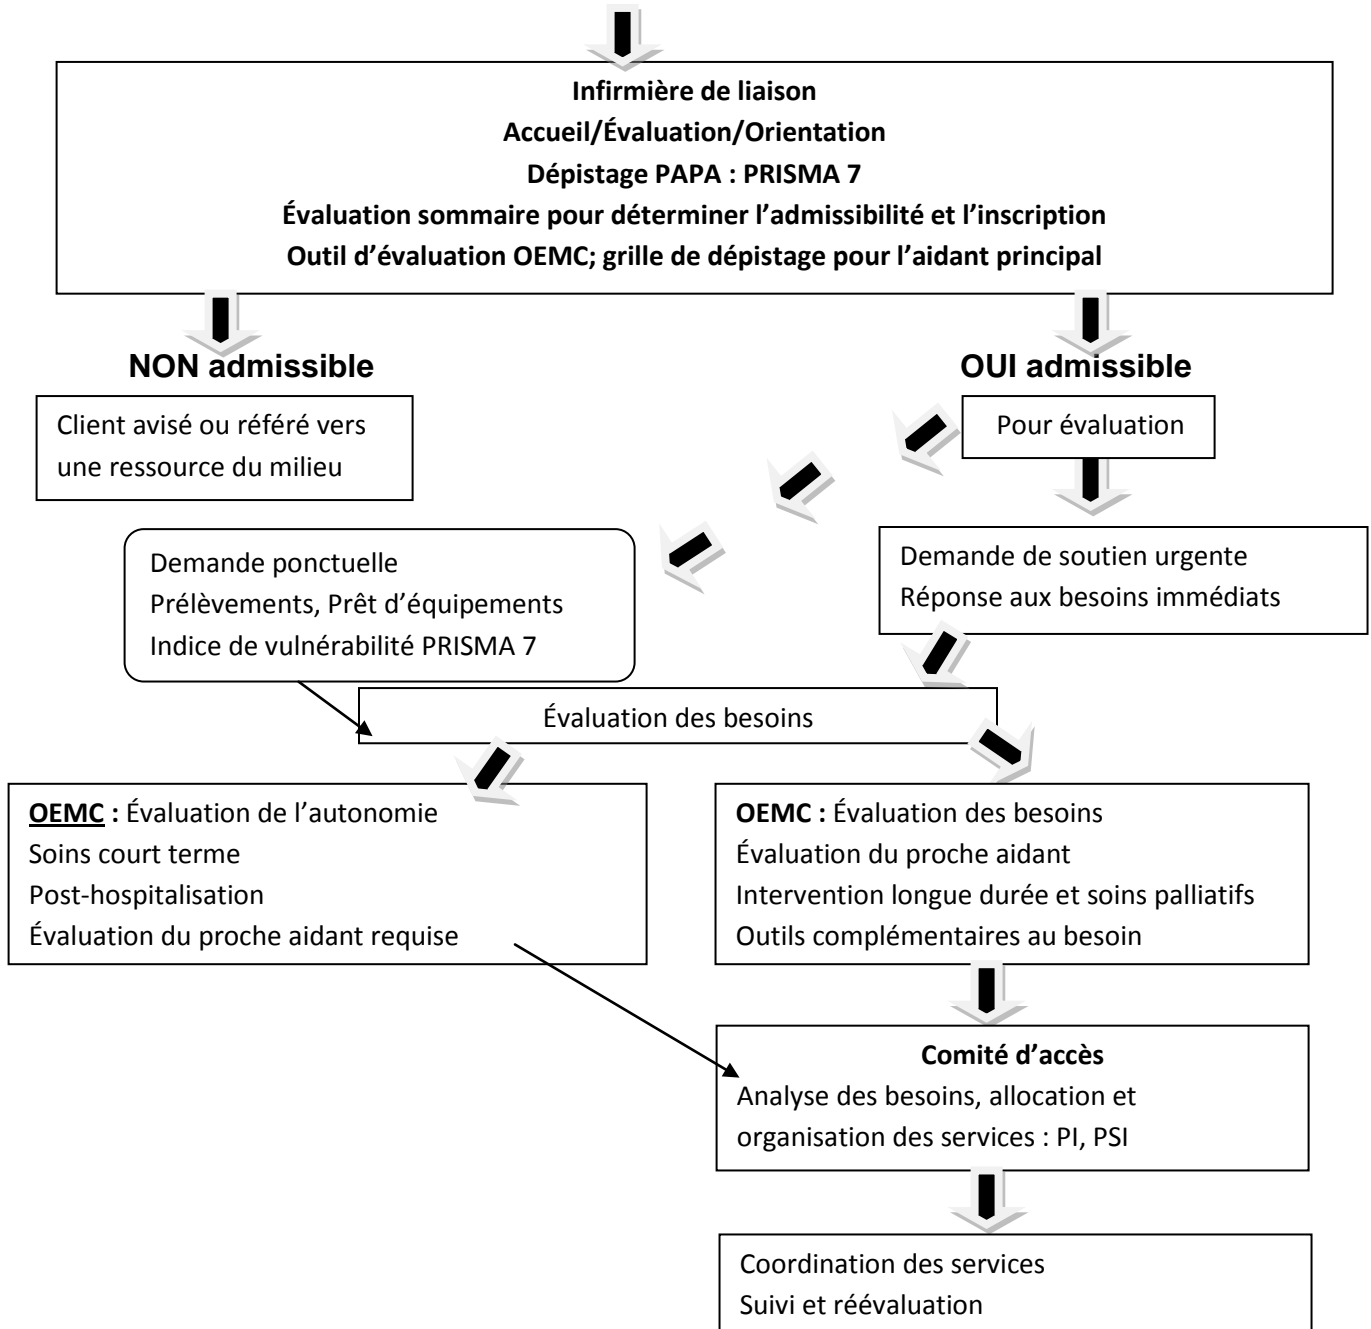 Infirmière de liaison
Accueil/Évaluation/Orientation
Dépistage PAPA : PRISMA 7
Évaluation sommaire pour déterminer l’admissibilité et l’inscription
Outil d’évaluation OEMC; grille de dépistage pour l’aidant principal
NON admissible
OUI admissible
Client avisé ou référé vers
une ressource du milieu
Pour évaluation
Demande ponctuelle
Prélèvements, Prêt d’équipements
Indice de vulnérabilité PRISMA 7
Demande de soutien urgente
Réponse aux besoins immédiats
Évaluation des besoins
OEMC : Évaluation de l’autonomie
Soins court terme
Post-hospitalisation
Évaluation du proche aidant requise
OEMC : Évaluation des besoins
Évaluation du proche aidant
Intervention longue durée et soins palliatifs
Outils complémentaires au besoin
Comité d’accès
Analyse des besoins, allocation et
organisation des services : PI, PSI
Coordination des services
Suivi et réévaluation